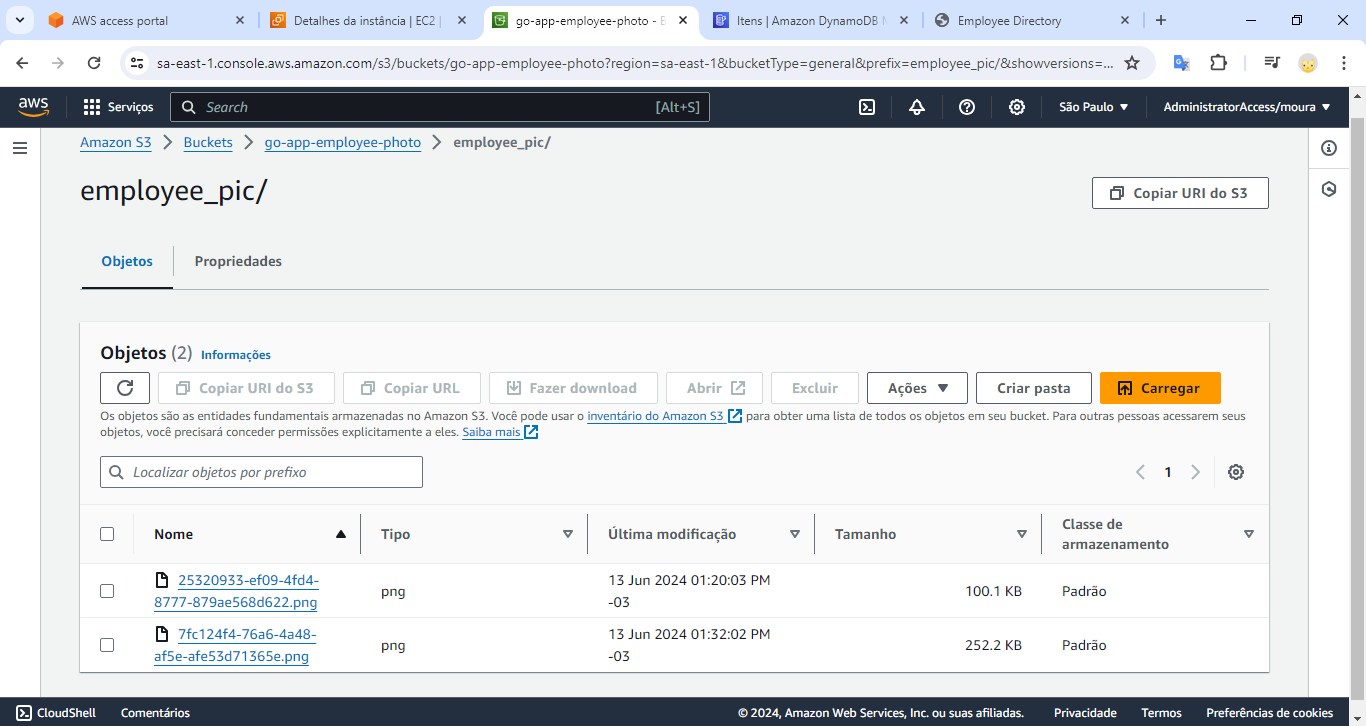 AWS access portal
Detalhes da instância | EC2 |
go-app-employee-photo - B
Itens | Amazon DynamoDB M
Employee Directory
sa-east-1.console.aws.amazon.com/s3/buckets/go-app-employee-photo?region=sa-east-1&bucketType=general&prefix=employee_pic/&showversions=...
aws Serviços Search [Alt+S] São Paulo AdministratorAccess/moura
Amazon S3 Buckets go-app-employee-photo employee_pic/
employee_pic/
Copiar URI do S3
Objetos Propriedades
Objetos (2) Informações
Copiar URI do S3 Copiar URL Fazer download Abrir Excluir Ações Criar pasta Carregar
Os objetos são as entidades fundamentais armazenadas no Amazon S3. Você pode usar o inventário do Amazon S3 para obter uma lista de todos os objetos em seu bucket. Para outras pessoas acessarem seus
objetos, você precisará conceder permissões explicitamente a eles. Saiba mais
Localizar objetos por prefixo
1
Nome Tipo Última modificação Tamanho Classe de
armazenamento
25320933-ef09-4fd4-
8777-879ae568d622.png
png
13 Jun 2024 01:20:03 PM
-03
100.1 KB
Padrão
7fc124f4-76a6-4a48-
af5e-afe53d71365e.png
png
13 Jun 2024 01:32:02 PM
-03
252.2 KB
Padrão
CloudShell Comentários © 2024, Amazon Web Services, Inc. ou suas afiliadas. Privacidade Termos Preferências de cookies